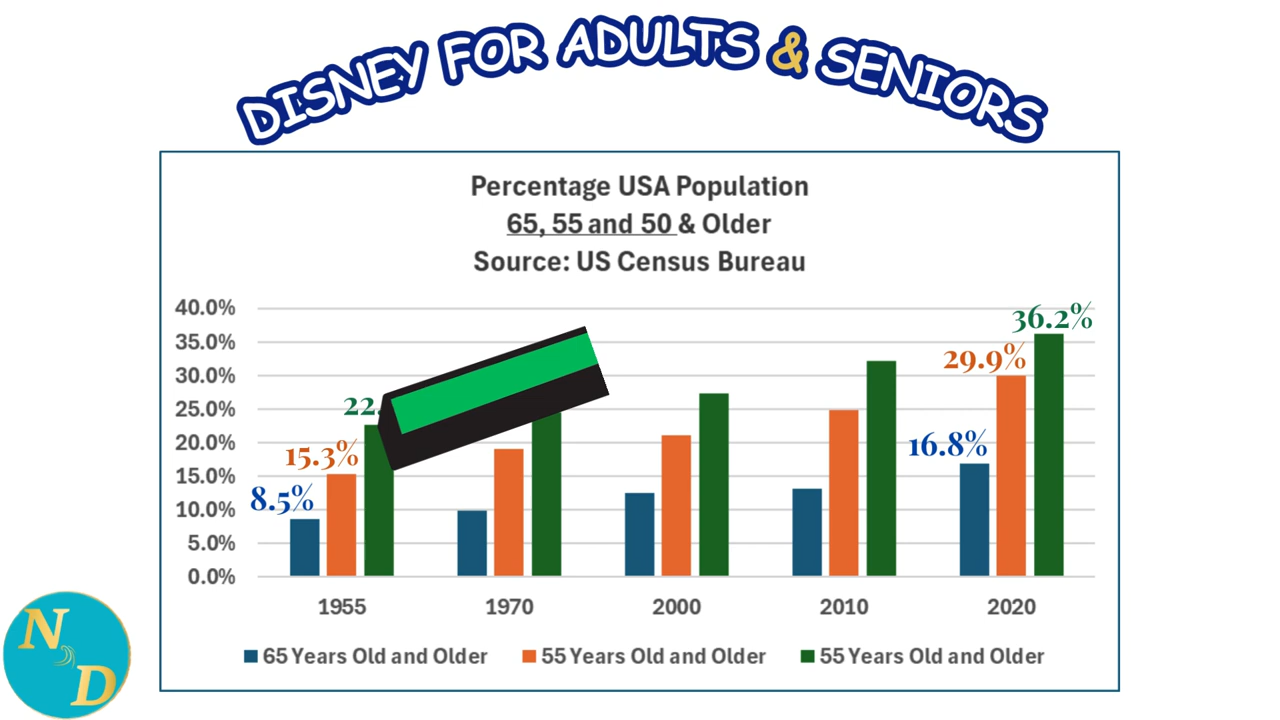 DISNEY FOR ADULTS & SENIORS
Percentage USA Population
65, 55 and 50 & Older
Source: US Census Bureau
40.0%
35.0%
30.0%
25.0%
20.0%
15.0%
10.0%
5.0%
0.0%
8.5%
15.3%
22.
16.8%
29.9%
36.2%
1955 1970 2000 2010 2020
65 Years Old and Older 55 Years Old and Older 55 Years Old and Older
N
D